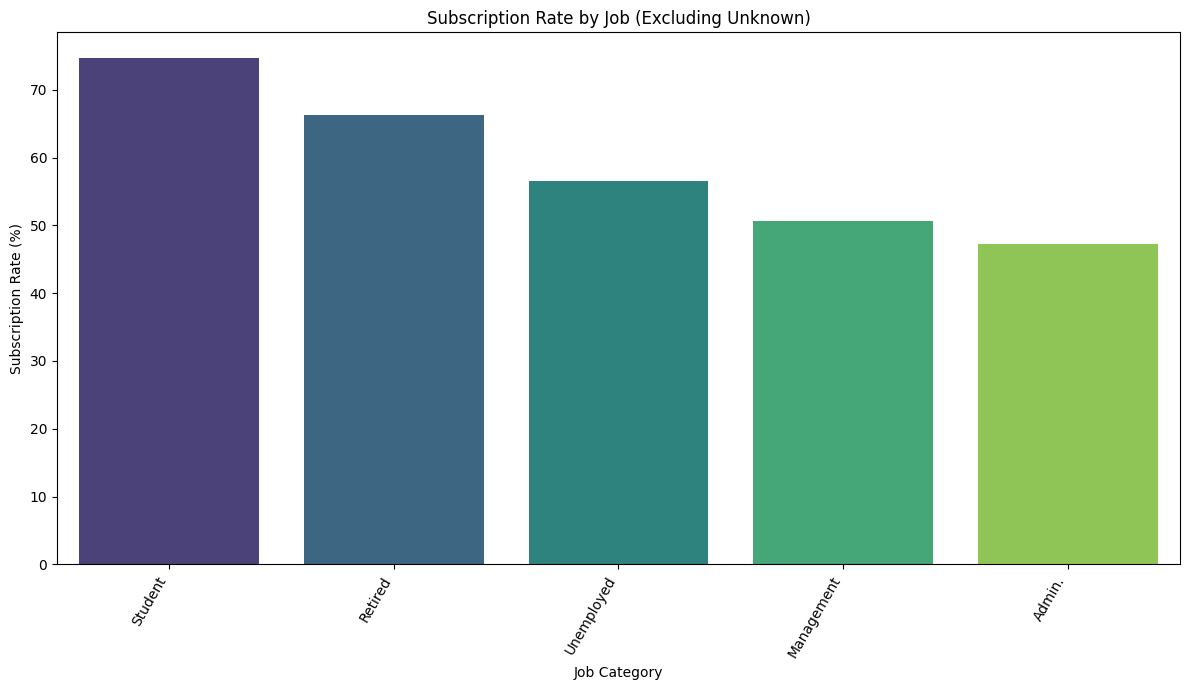 Subscription Rate by Job (Excluding Unknown)
Subscription Rate (%)
70
60
50
40
30
20
10
0
Student
Retired
Unemployed
Management
Admin.
Job Category